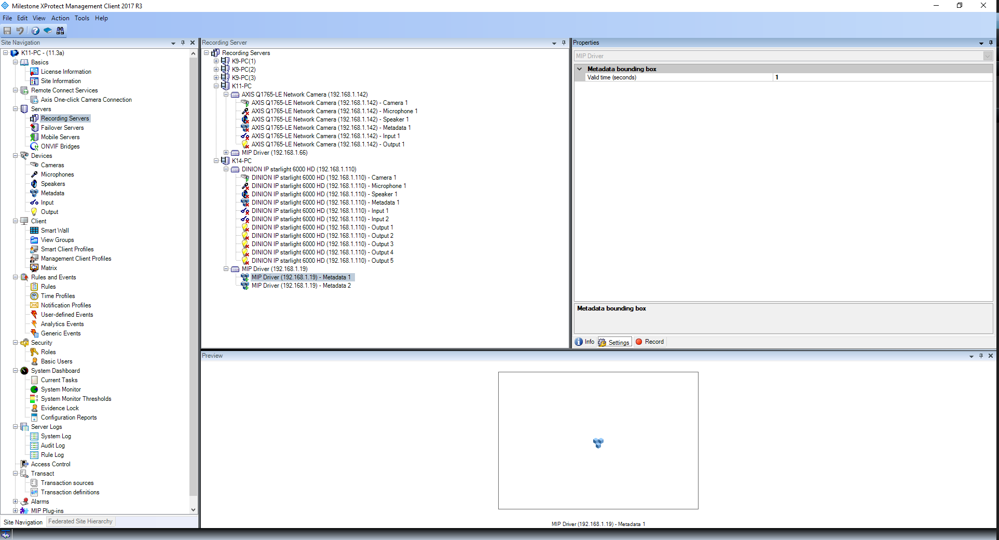 Milestone XProtect Management Client 2017 R3
File Edit View Action Tools Help
Site Navigation
K11-PC - (11.3a)
Basics
License Information
Site Information
Remote Connect Services
Axis One-click Camera Connection
Servers
Recording Servers
Failover Servers
Mobile Servers
ONVIF Bridges
Devices
Cameras
Microphones
Speakers
Metadata
Input
Output
Client
Smart Wall
View Groups
Smart Client Profiles
Management Client Profiles
Matrix
Rules and Events
Rules
Time Profiles
Notification Profiles
User-defined Events
Analytics Events
Generic Events
Security
Roles
Basic Users
System Dashboard
Current Tasks
System Monitor
System Monitor Thresholds
Evidence Lock
Configuration Reports
Server Logs
System Log
Audit Log
Rule Log
Access Control
Transact
Transaction sources
Transaction definitions
Alarms
MIP Plug-ins
Site Navigation Federated Site Hierarchy
Recording Server
Recording Servers
K9-PC(1)
K9-PC(2)
K9-PC(3)
K11-PC
AXIS Q1765-LE Network Camera (192.168.1.142)
AXIS Q1765-LE Network Camera (192.168.1.142) - Camera 1
AXIS Q1765-LE Network Camera (192.168.1.142) - Microphone 1
AXIS Q1765-LE Network Camera (192.168.1.142) - Speaker 1
AXIS Q1765-LE Network Camera (192.168.1.142) - Metadata 1
AXIS Q1765-LE Network Camera (192.168.1.142) - Input 1
AXIS Q1765-LE Network Camera (192.168.1.142) - Output 1
MIP Driver (192.168.1.66)
K14-PC
DINION IP starlight 6000 HD (192.168.1.110)
DINION IP starlight 6000 HD (192.168.1.110) - Camera 1
DINION IP starlight 6000 HD (192.168.1.110) - Microphone 1
DINION IP starlight 6000 HD (192.168.1.110) - Speaker 1
DINION IP starlight 6000 HD (192.168.1.110) - Metadata 1
DINION IP starlight 6000 HD (192.168.1.110) - Input 1
DINION IP starlight 6000 HD (192.168.1.110) - Input 2
DINION IP starlight 6000 HD (192.168.1.110) - Output 1
DINION IP starlight 6000 HD (192.168.1.110) - Output 2
DINION IP starlight 6000 HD (192.168.1.110) - Output 3
DINION IP starlight 6000 HD (192.168.1.110) - Output 4
DINION IP starlight 6000 HD (192.168.1.110) - Output 5
MIP Driver (192.168.1.19)
MIP Driver (192.168.1.19) - Metadata 1
MIP Driver (192.168.1.19) - Metadata 2
Properties
MIP Driver
Metadata bounding box
Valid time (seconds) 1
Metadata bounding box
Info Settings Record
Preview
MIP Driver (192.168.1.19) - Metadata 1